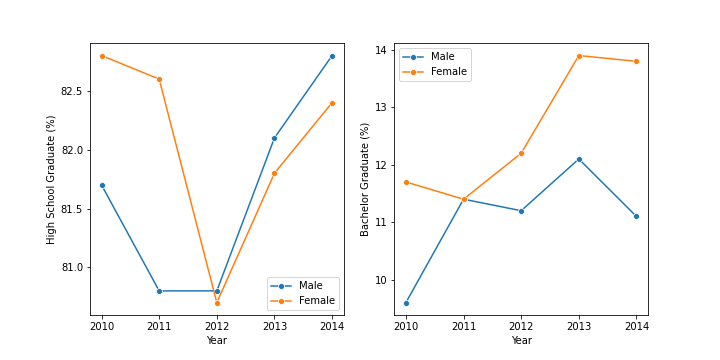 High School Graduate (%)
82.5
82.0
81.5
81.0
2010 2011 2012 2013 2014
Year
Male
Female
Bachelor Graduate (%)
14
13
12
11
10
2010 2011 2012 2013 2014
Year
Male
Female